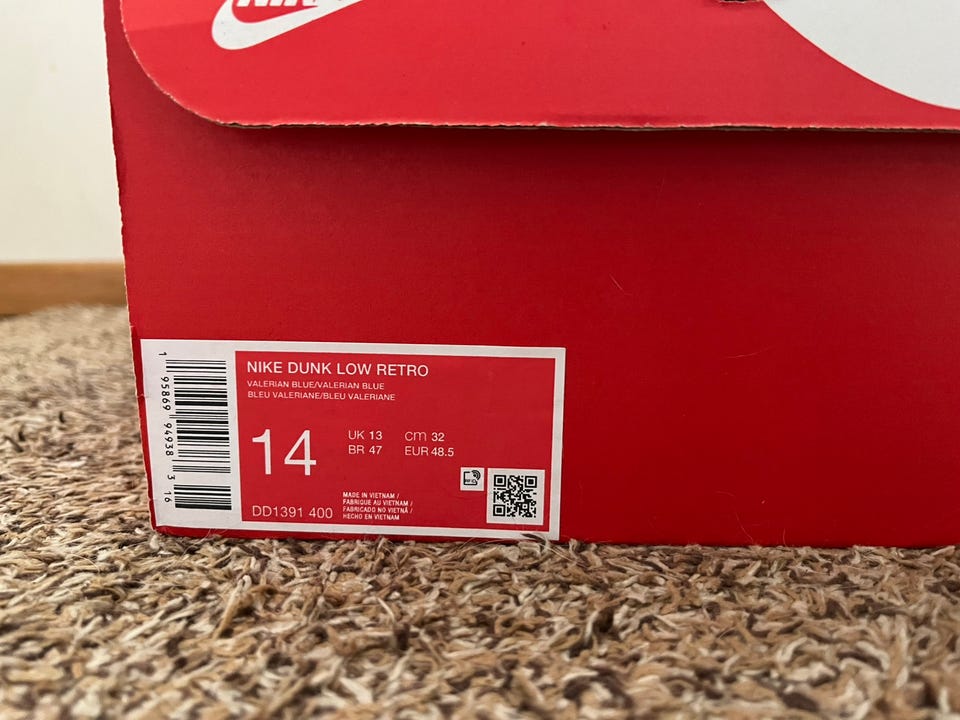 NIKE DUNK LOW RETRO
VALERIAN BLUE/VALERIAN BLUE
BLEU VALERIANE/BLEU VALERIANE
14
UK 13 cm 32
BR 47 EUR 48.5
MADE IN VIETNAM /
FABRIQUE AU VIETNAM /
FABRICADO NO VIETNÃ /
HECHO EN VIETNAM
DD1391 400
1 95869 94938 3 16